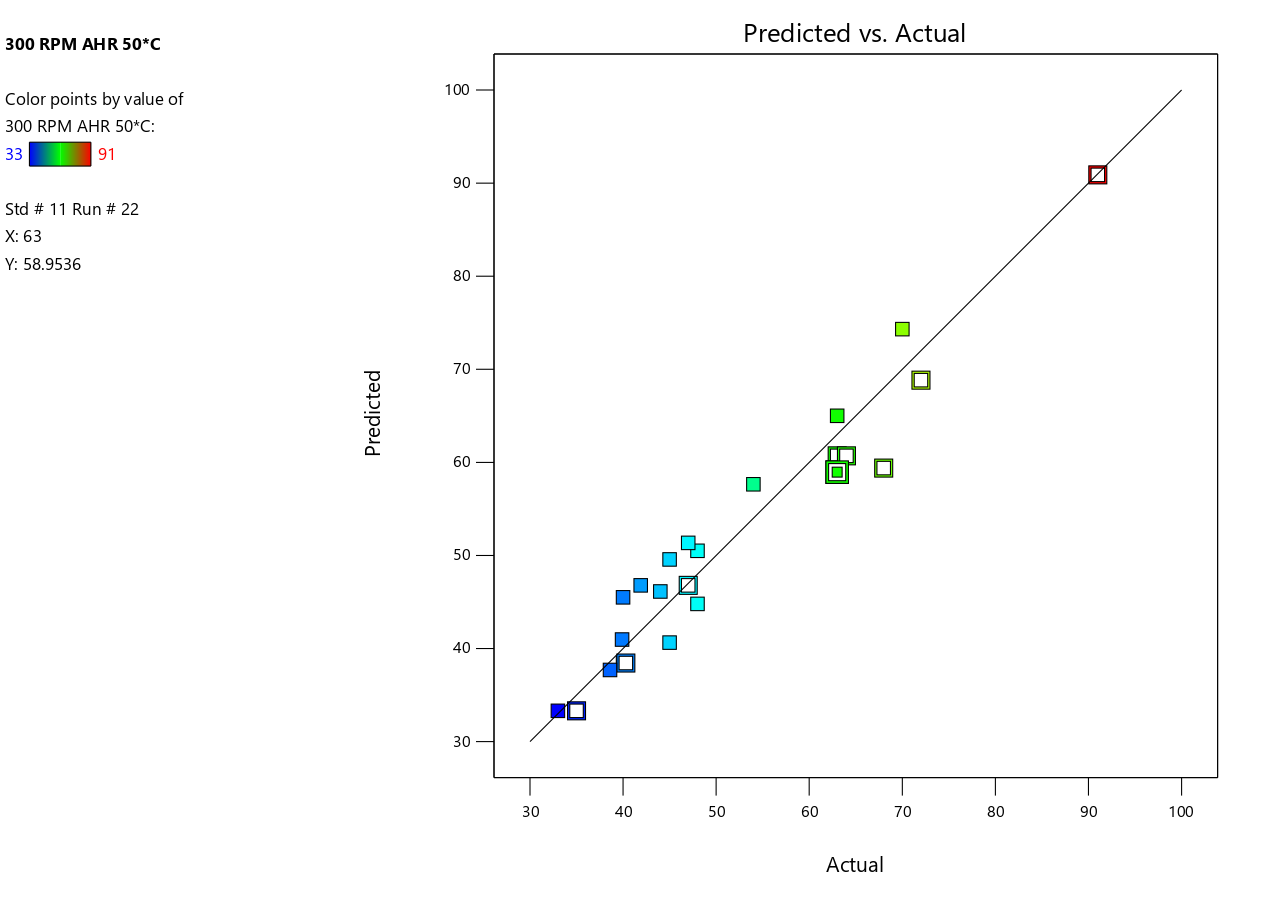 300 RPM AHR 50*C
Color points by value of
300 RPM AHR 50*C:
33 91
Std # 11 Run # 22
X: 63
Y: 58.9536
Predicted vs. Actual
100
90
80
70
60
50
40
30
Predicted
30 40 50 60 70 80 90 100
Actual